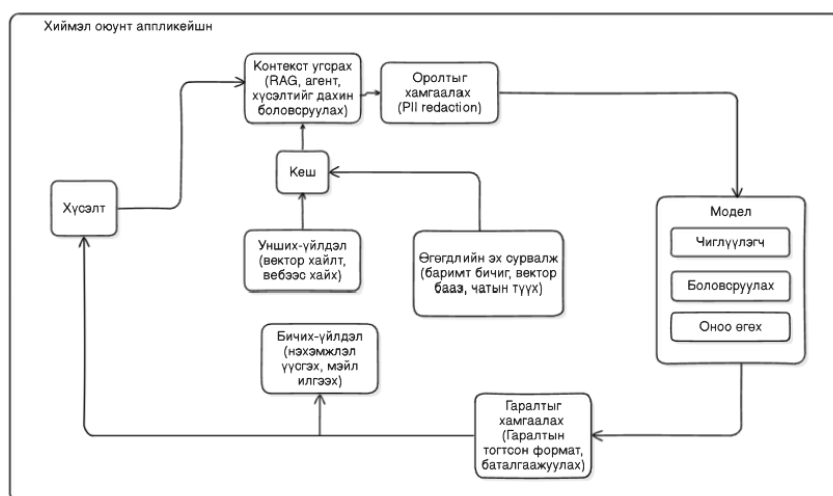 Хиймэл оюунт аппликейшн
Контекст угсрах
(RAG, агент,
хүсэлтийг дахин
боловсруулах)
Оролтыг
хамгаалах
(PII redaction)
Кеш
Хүсэлт
Унших-үйлдэл
(вектор хайлт,
вебээс хайх)
Өгөгдлийн эх сурвалж
(баримт бичиг, вектор
бааз, чатын түүх)
Модел
Чиглүүлэгч
Боловсруулах
Оноо өгөх
Бичих-үйлдэл
(нэхэмжлэл
үүсгэх, мэйл
илгээх)
Гаралтыг
хамгаалах
(Гаралтын
тогтсон формат,
баталгаажуулах)